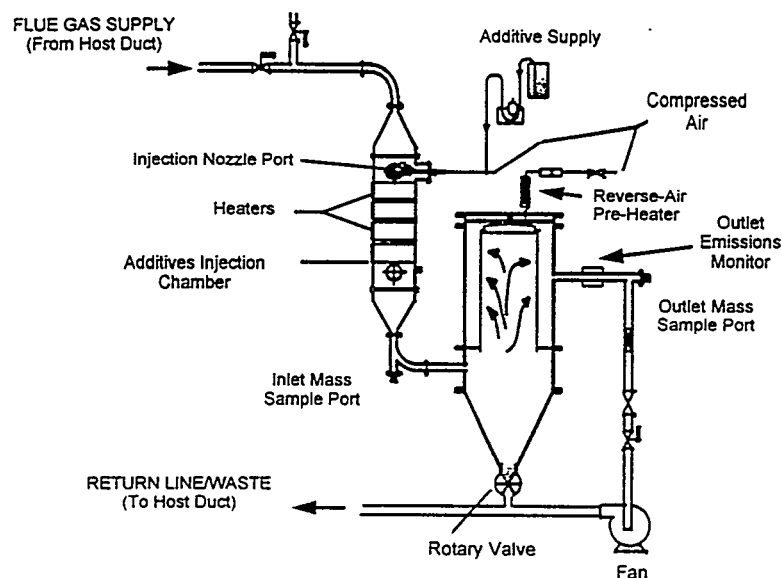 FLUE GAS SUPPLY
(From Host Duct)
Additive Supply
Compressed
Air
Injection Nozzle Port
Heaters
Reverse-Air
Pre-Heater
Outlet
Emissions
Monitor
Additives Injection
Chamber
Outlet Mass
Sample Port
Inlet Mass
Sample Port
RETURN LINE/WASTE
(To Host Duct)
Rotary Valve
Fan